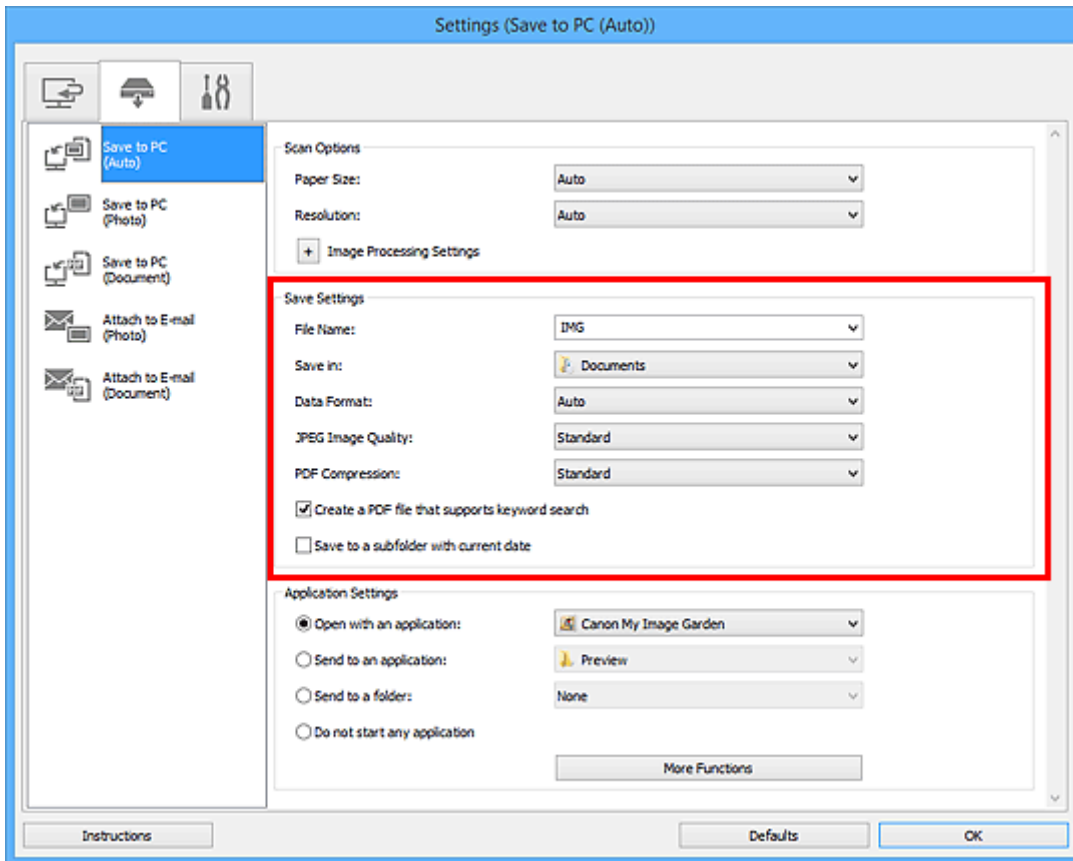 Settings (Save to PC (Auto))
Save to PC
(Auto)
Save to PC
(Photo)
Save to PC
(Document)
Attach to E-mail
(Photo)
Attach to E-mail
(Document)
Scan Options
Paper Size: Auto
Resolution: Auto
+ Image Processing Settings
Save Settings
File Name: IMG
Save in: Documents
Data Format: Auto
JPEG Image Quality: Standard
PDF Compression: Standard
Create a PDF file that supports keyword search
Save to a subfolder with current date
Application Settings
Open with an application: Canon My Image Garden
Send to an application: Preview
Send to a folder: None
Do not start any application
More Functions
Instructions Defaults OK